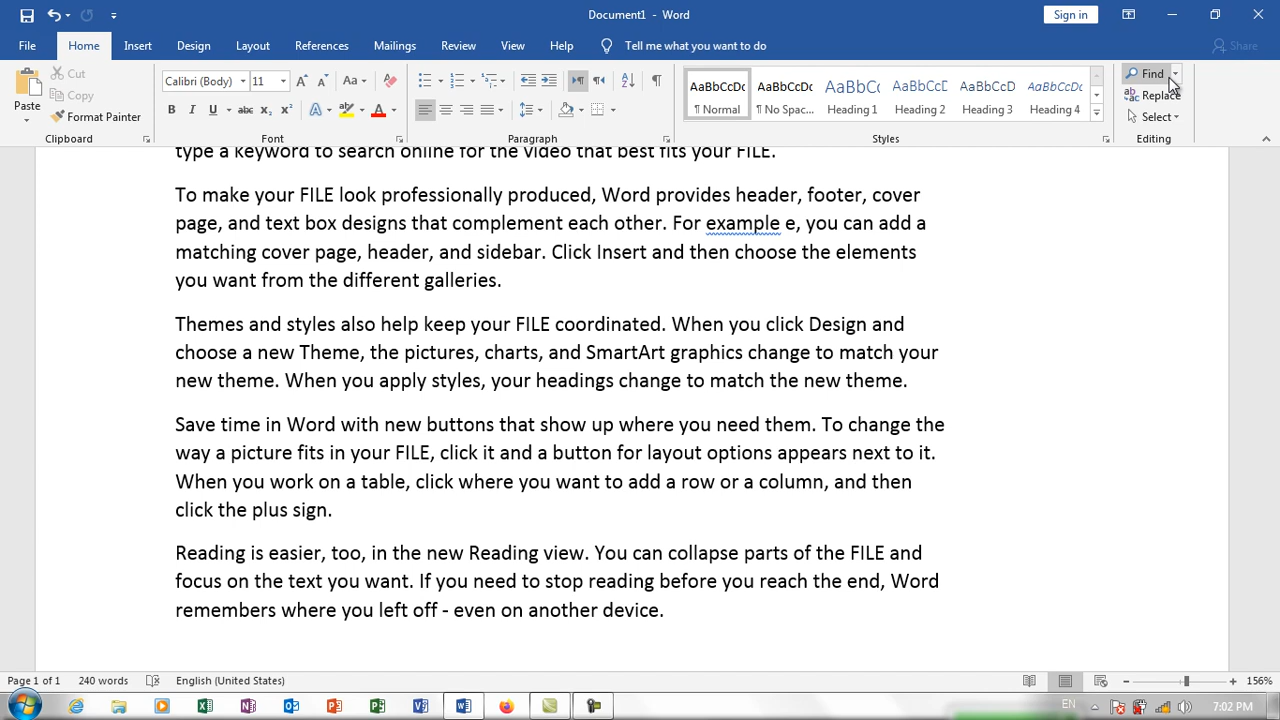 Document1 - Word
Sign in
File Home Insert Design Layout References Mailings Review View Help Tell me what you want to do Share
Cut
Copy
Format Painter
Paste
Clipboard
Calibri (Body) 11
Font
Paragraph
AaBbCcDc AaBbCcDc AaBbCc AaBbCcD AaBbCcDc AaBbCcDc
¶ Normal ¶ No Spac... Heading 1 Heading 2 Heading 3 Heading 4
Styles
Find
Replace
Select
Editing
type a keyword to search online for the video that best fits your FILE.
To make your FILE look professionally produced, Word provides header, footer, cover
page, and text box designs that complement each other. For example e, you can add a
matching cover page, header, and sidebar. Click Insert and then choose the elements
you want from the different galleries.
Themes and styles also help keep your FILE coordinated. When you click Design and
choose a new Theme, the pictures, charts, and SmartArt graphics change to match your
new theme. When you apply styles, your headings change to match the new theme.
Save time in Word with new buttons that show up where you need them. To change the
way a picture fits in your FILE, click it and a button for layout options appears next to it.
When you work on a table, click where you want to add a row or a column, and then
click the plus sign.
Reading is easier, too, in the new Reading view. You can collapse parts of the FILE and
focus on the text you want. If you need to stop reading before you reach the end, Word
remembers where you left off - even on another device.
Page 1 of 1 240 words English (United States) 156%
EN 7:02 PM